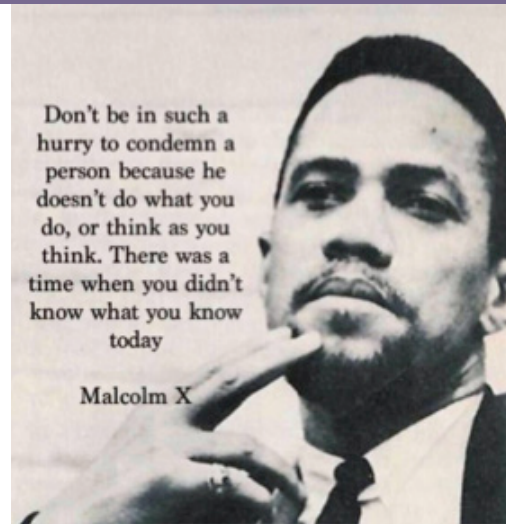 Don't be in such a
hurry to condemn a
person because he
doesn't do what you
do, or think as you
think. There was a
time when you didn't
know what you know
today
Malcolm X